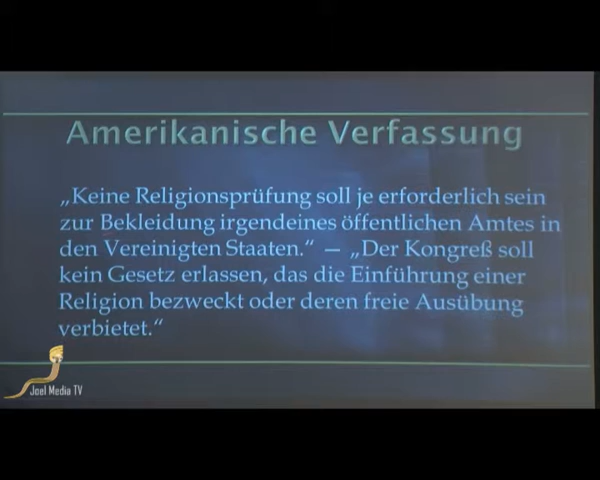 Amerikanische Verfassung
„Keine Religionsprüfung soll je erforderlich sein
zur Bekleidung irgendeines öffentlichen Amtes in
den Vereinigten Staaten.“ — „Der Kongreß soll
kein Gesetz erlassen, das die Einführung einer
Religion bezweckt oder deren freie Ausübung
verbietet.“
Joel Media TV